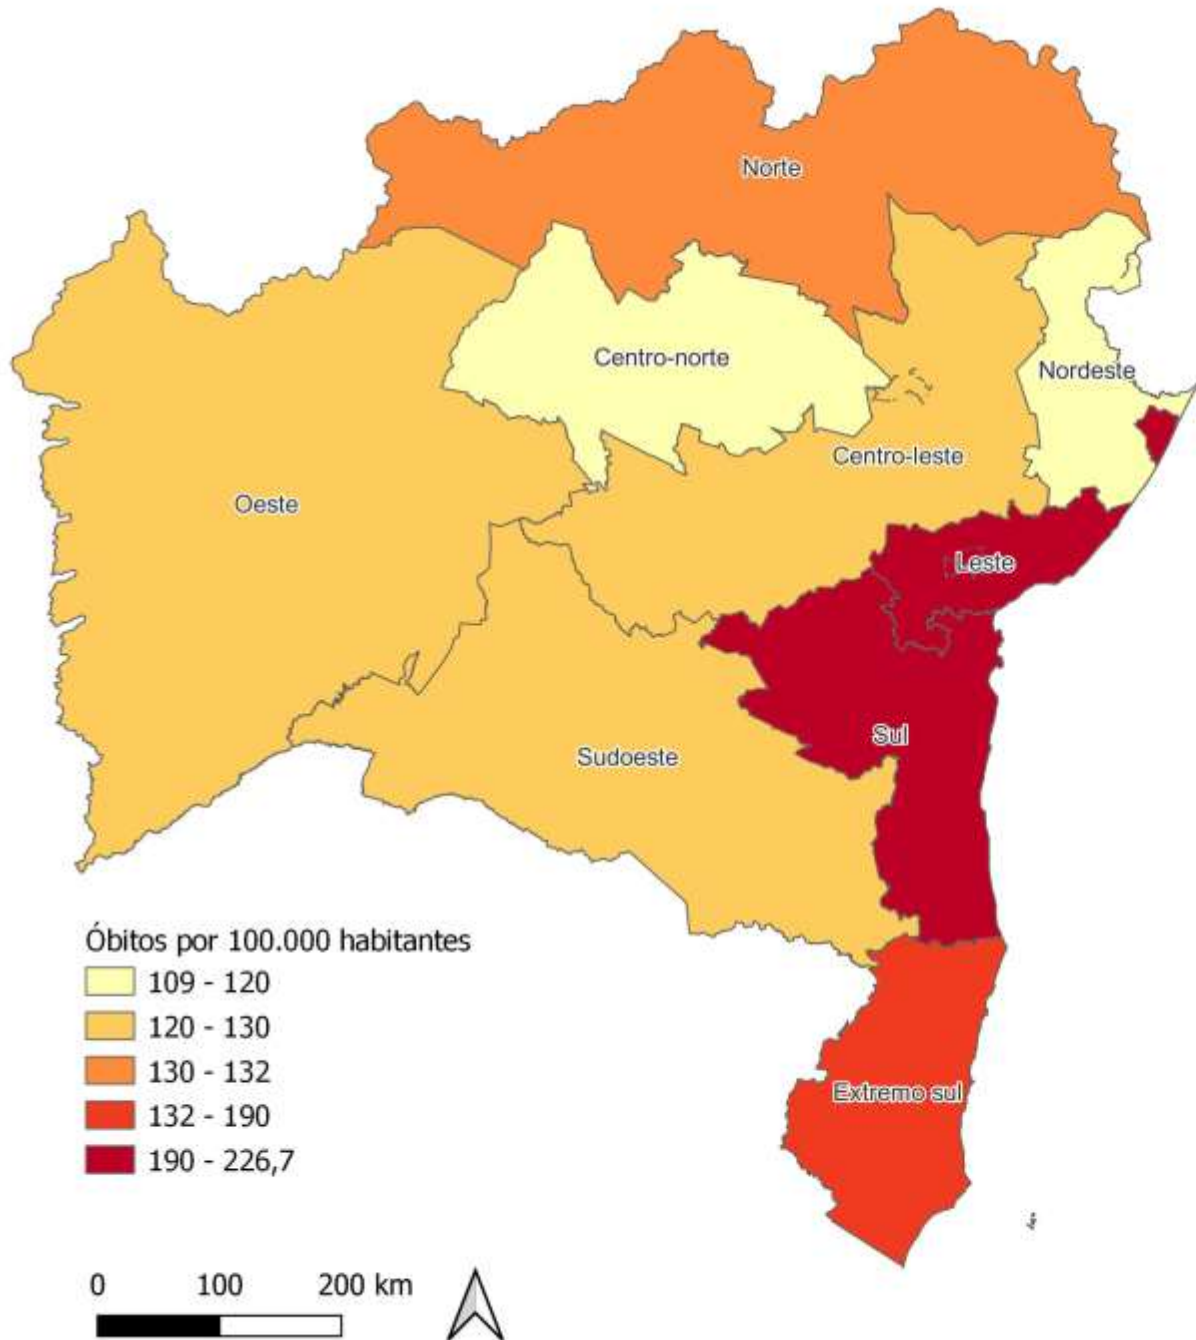 Norte
Centro-norte
Nordeste
Centro-leste
Oeste
Leste
Sul
Sudoeste
Óbitos por 100.000 habitantes
109 - 120
120 - 130
130 - 132
132 - 190
190 - 226,7
Extremo sul
0 100 200 km